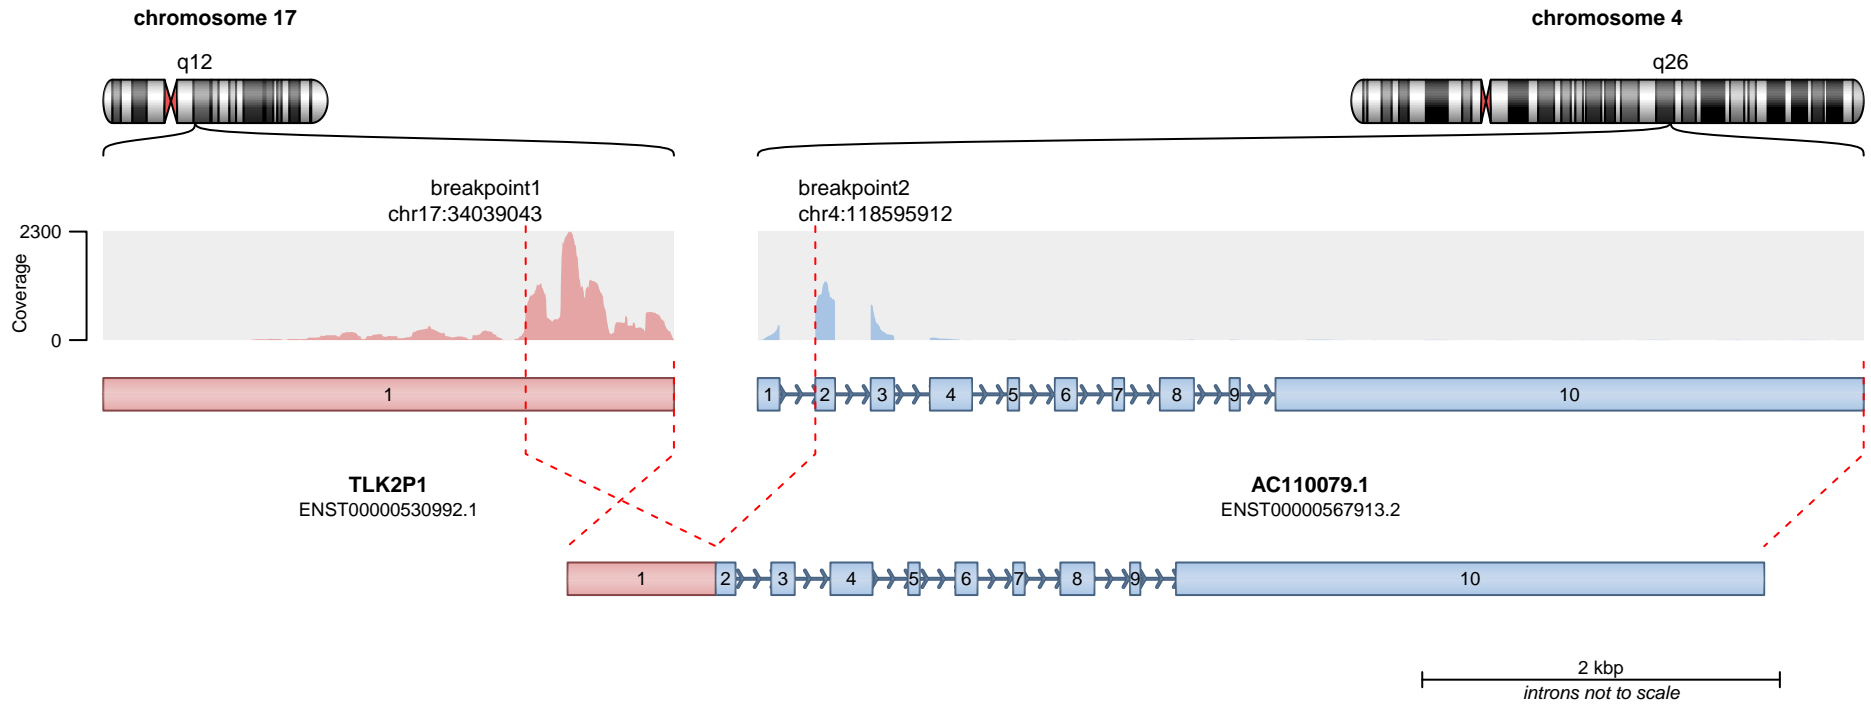 chromosome 17
chromosome 4
q12
q26
breakpoint1
chr17:34039043
breakpoint2
chr4:118595912
2300
0
Coverage
1
1 2 3 4 5 6 7 8 9 10
TLK2P1
ENST00000530992.1
AC110079.1
ENST00000567913.2
1 2 3 4 5 6 7 8 9 10
2 kbp
introns not to scale